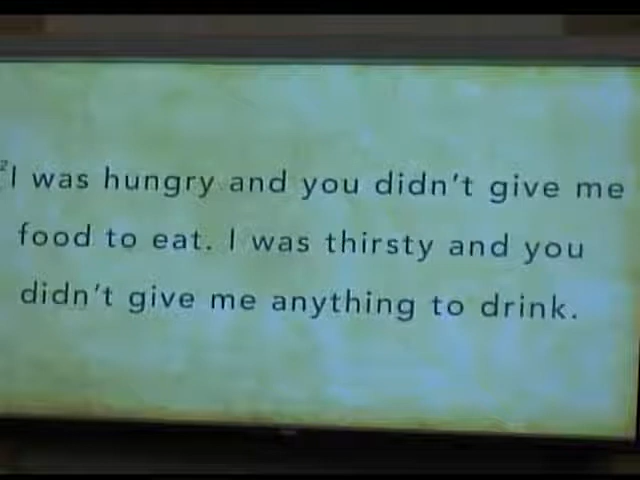 ²I was hungry and you didn't give me
food to eat. I was thirsty and you
didn't give me anything to drink.